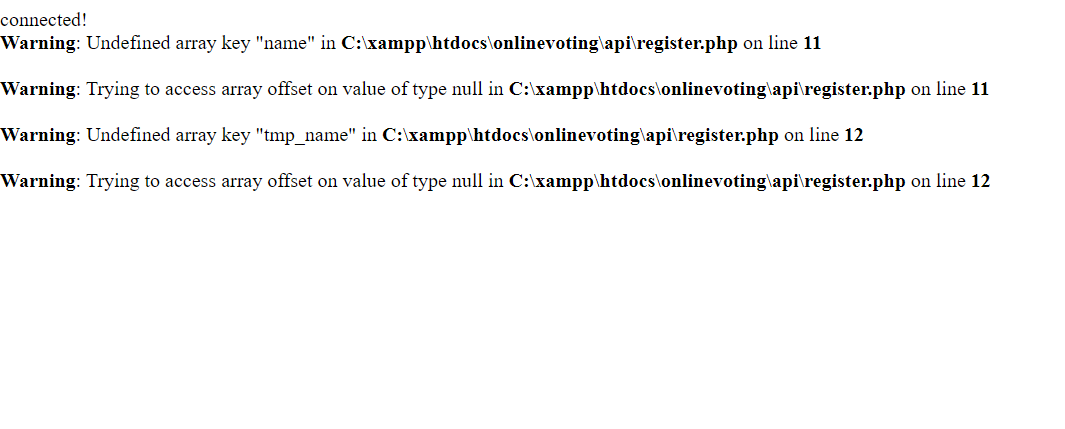 connected!
Warning: Undefined array key "name" in C:\xampp\htdocs\onlinevoting\api\register.php on line 11
Warning: Trying to access array offset on value of type null in C:\xampp\htdocs\onlinevoting\api\register.php on line 11
Warning: Undefined array key "tmp_name" in C:\xampp\htdocs\onlinevoting\api\register.php on line 12
Warning: Trying to access array offset on value of type null in C:\xampp\htdocs\onlinevoting\api\register.php on line 12